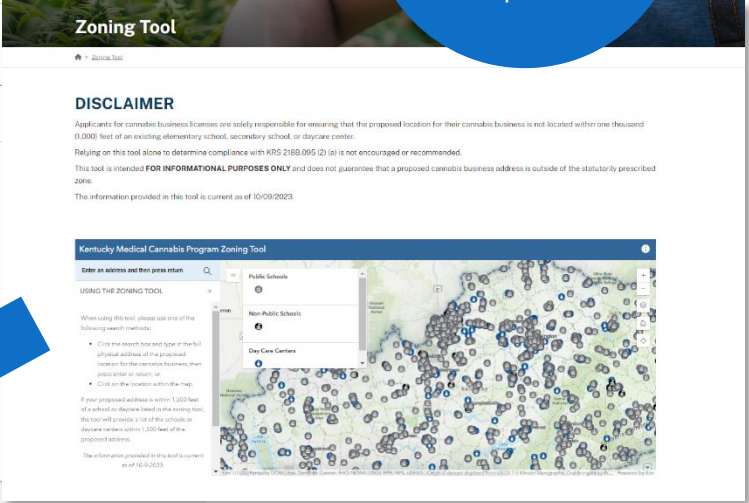 Zoning Tool
> Zoning Tool
DISCLAIMER
Applicants for cannabis business licenses are solely responsible for ensuring that the proposed location for their cannabis business is not located within one thousand
(1,000) feet of an existing elementary school, secondary school, or daycare center.
Relying on this tool alone to determine compliance with KRS 218B.095 (2) (a) is not encouraged or recommended.
This tool is intended FOR INFORMATIONAL PURPOSES ONLY and does not guarantee that a proposed cannabis business address is outside of the statutorily prescribed
zone.
The information provided in this tool is current as of 10/09/2023
Kentucky Medical Cannabis Program Zoning Tool
Enter an address and then press return
USING THE ZONING TOOL ×
When using this tool, please use one of the
following search methods:
• Click the search box and type in the full
physical address of the proposed
location for the cannabis business, then
press enter or return; or
• Click on the location within the map.
If your proposed address is within 1,500 feet
of a school or daycare listed in the zoning tool,
the tool will provide a list of the schools or
daycare centers within 1,500 feet of the
proposed address.
The information provided in this tool is current
as of 10-9-2023.
«
Public Schools
Non-Public Schools
Day Care Centers
Kentucky
+
−
Powered by Esri